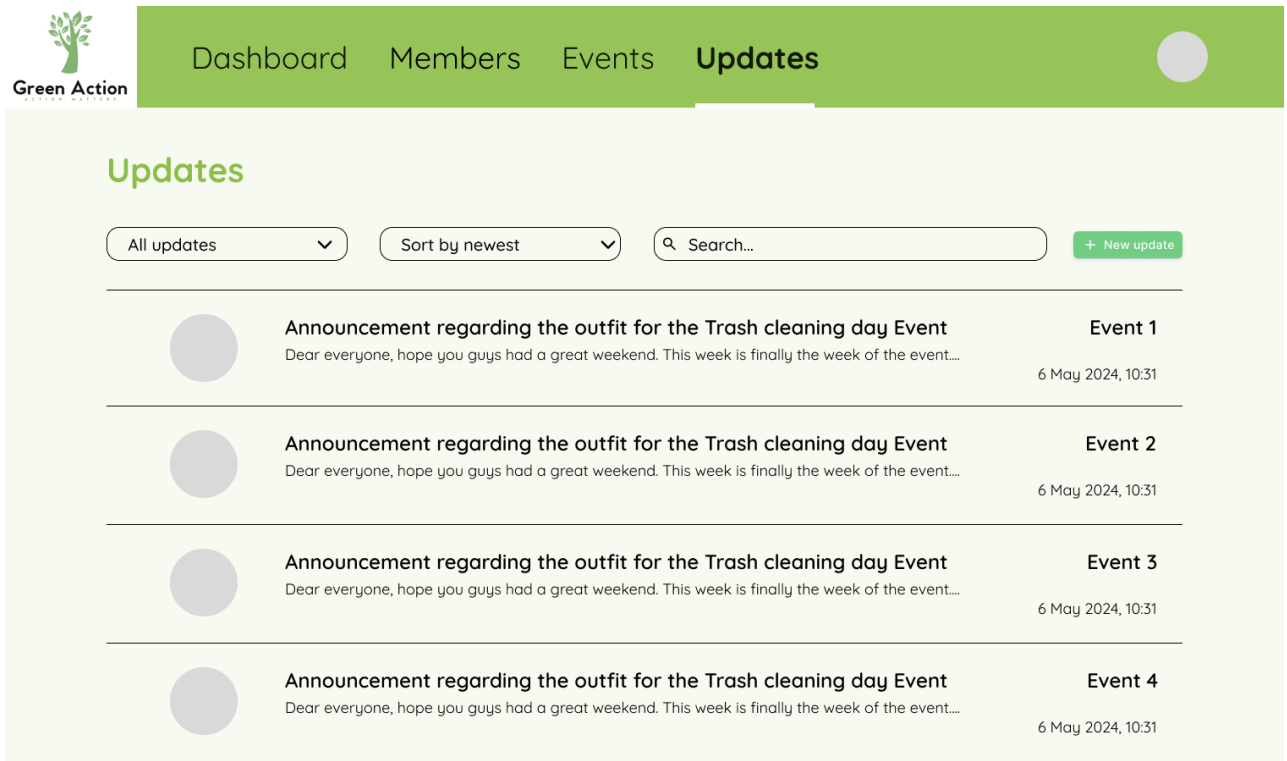 Green Action
ACTION MATTERS
Dashboard Members Events Updates
Updates
All updates Sort by newest Search... + New update
Announcement regarding the outfit for the Trash cleaning day Event Event 1
Dear everyone, hope you guys had a great weekend. This week is finally the week of the event....
6 May 2024, 10:31
Announcement regarding the outfit for the Trash cleaning day Event Event 2
Dear everyone, hope you guys had a great weekend. This week is finally the week of the event....
6 May 2024, 10:31
Announcement regarding the outfit for the Trash cleaning day Event Event 3
Dear everyone, hope you guys had a great weekend. This week is finally the week of the event....
6 May 2024, 10:31
Announcement regarding the outfit for the Trash cleaning day Event Event 4
Dear everyone, hope you guys had a great weekend. This week is finally the week of the event....
6 May 2024, 10:31